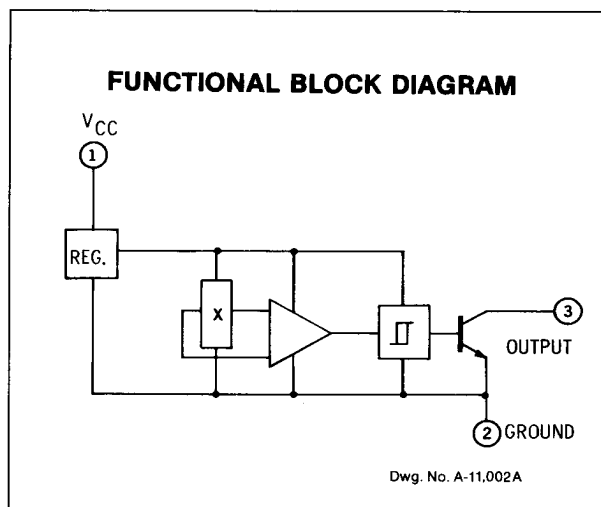 FUNCTIONAL BLOCK DIAGRAM
VCC
1
REG.
X
3
OUTPUT
2 GROUND
Dwg. No. A-11,002A